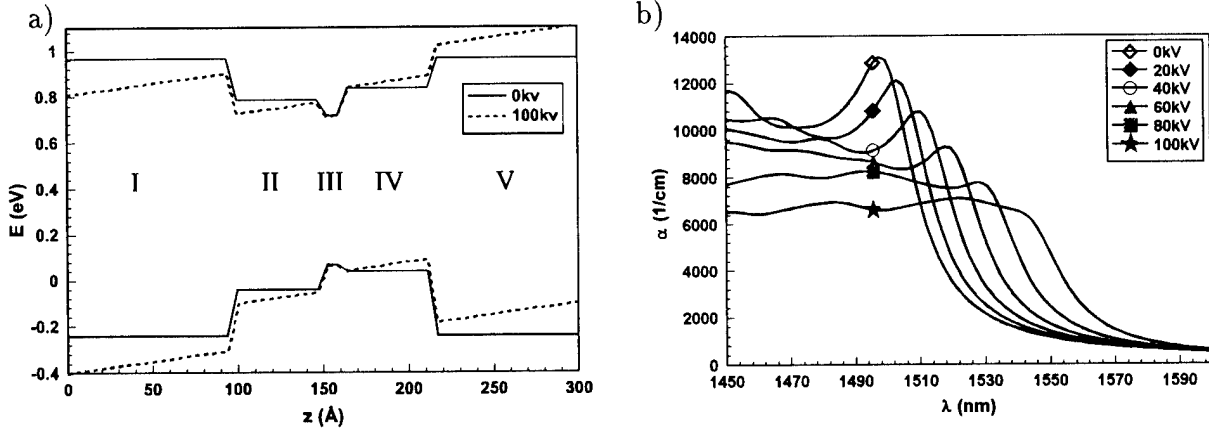 a)
1
0.8
0.6
0.4
0.2
0
-0.2
-0.4
E (eV)
0kv
100kv
I II III IV V
0 50 100 150 200 250 300
z (Å)
b)
14000
12000
10000
8000
6000
4000
2000
0
α (1/cm)
0kV
20kV
40kV
60kV
80kV
100kV
1450 1470 1490 1510 1530 1550 1570 1590
λ (nm)